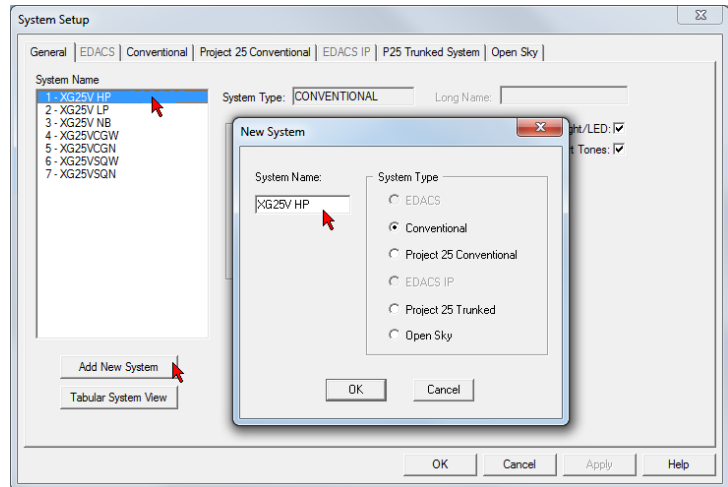 System Setup
General EDACS Conventional Project 25 Conventional EDACS IP P25 Trunked System Open Sky
System Name
1 - XG25V HP
2 - XG25V LP
3 - XG25V NB
4 - XG25VCGW
5 - XG25VCGN
6 - XG25VSQW
7 - XG25VSQN
System Type: CONVENTIONAL Long Name:
ht/LED:
t Tones:
New System
System Name:
XG25V HP
System Type
EDACS
Conventional
Project 25 Conventional
EDACS IP
Project 25 Trunked
Open Sky
OK Cancel
Add New System
Tabular System View
OK Cancel Apply Help